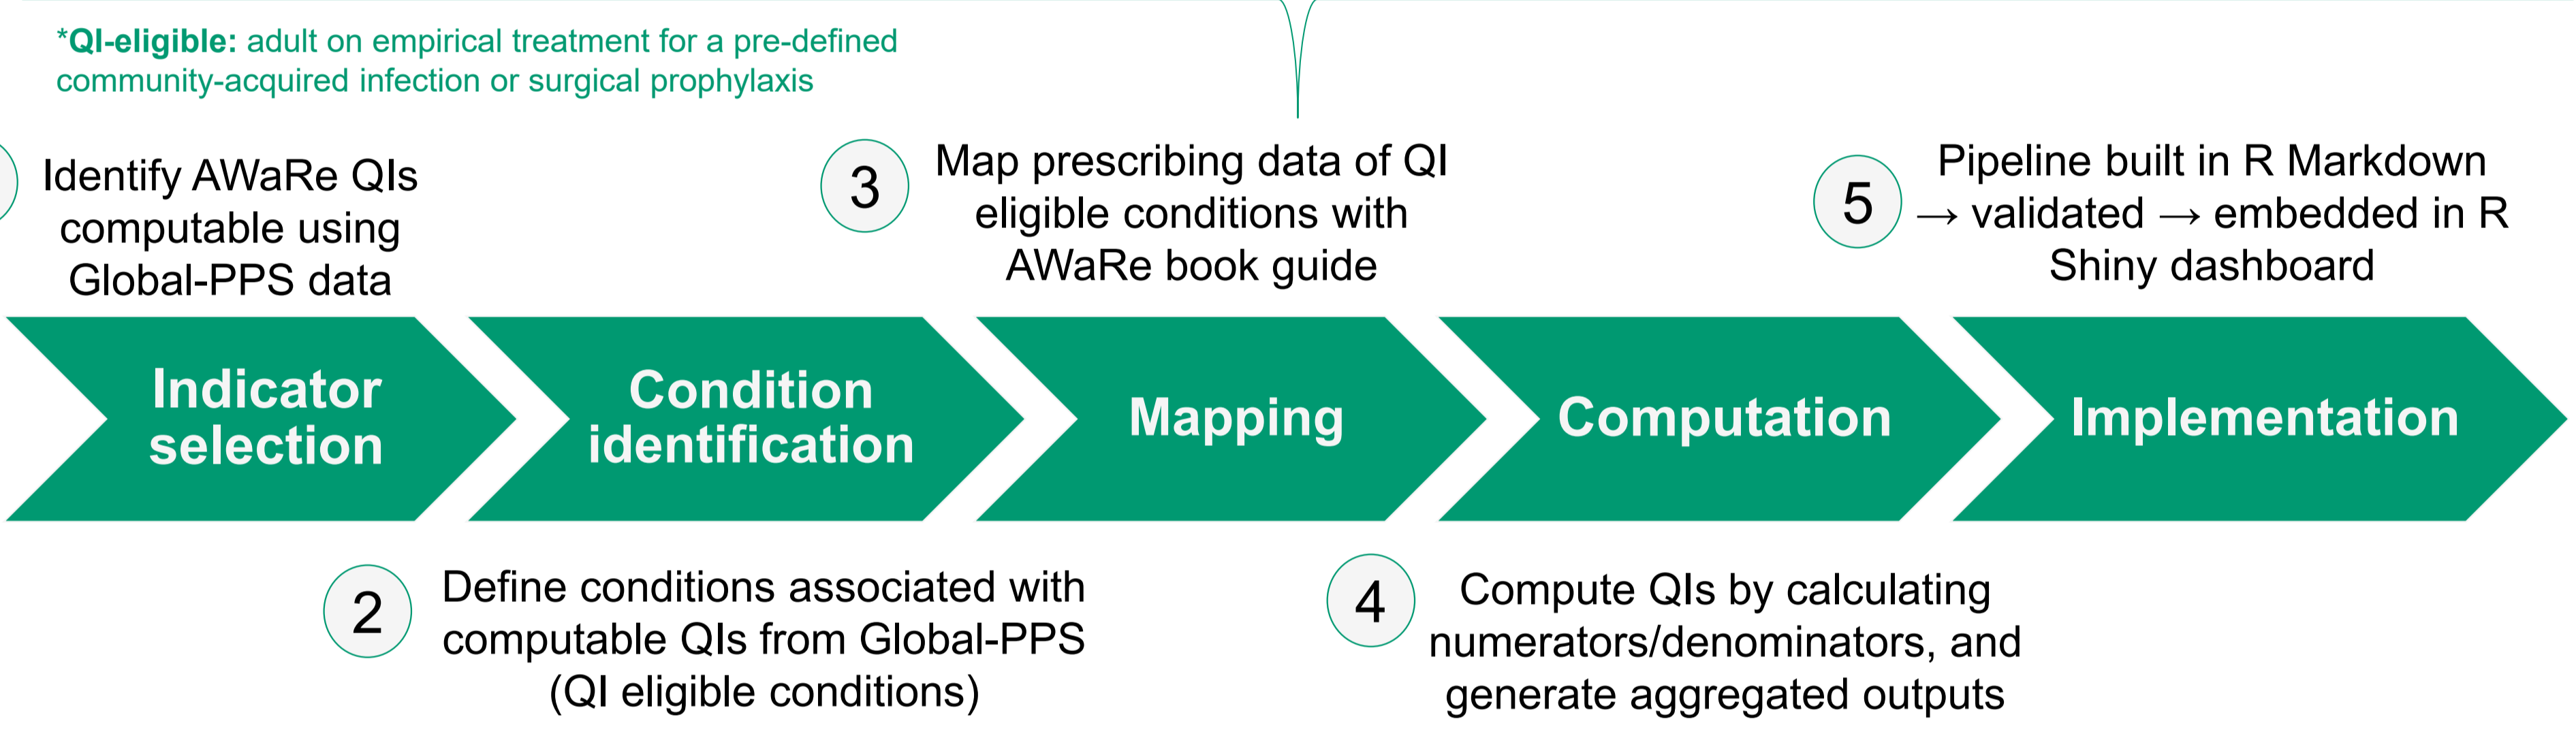 *QI-eligible: adult on empirical treatment for a pre-defined
community-acquired infection or surgical prophylaxis
Identify AWaRe QIs
computable using
Global-PPS data
3
Map prescribing data of QI
eligible conditions with
AWaRe book guide
5
Pipeline built in R Markdown
→ validated → embedded in R
Shiny dashboard
Indicator
selection
Condition
identification
Mapping
Computation
Implementation
2
Define conditions associated with
computable QIs from Global-PPS
(QI eligible conditions)
4
Compute QIs by calculating
numerators/denominators, and
generate aggregated outputs